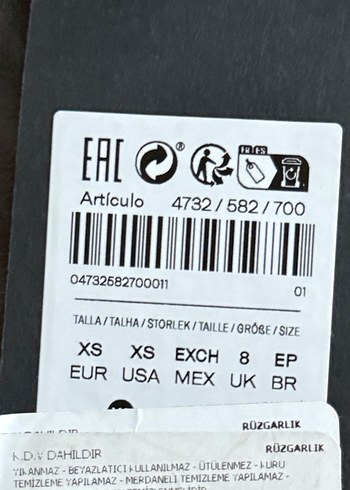 EAC
FR ES
Artículo 4732 / 582 / 700
04732582700011 01
TALLA / TALHA / STORLEK / TAILLE / GRÖßE / SIZE
XS XS EXCH 8 EP
EUR USA MEX UK BR
RÜZGARLIK
K.D.V DAHİLDİR RÜZGARLIK
YIKANMAZ - BEYAZLATICI KULLANILMAZ - ÜTÜLENMEZ - KURU
TEMİZLEME YAPILAMAZ - MERDANELİ TEMİZLEME YAPILAMAZ -